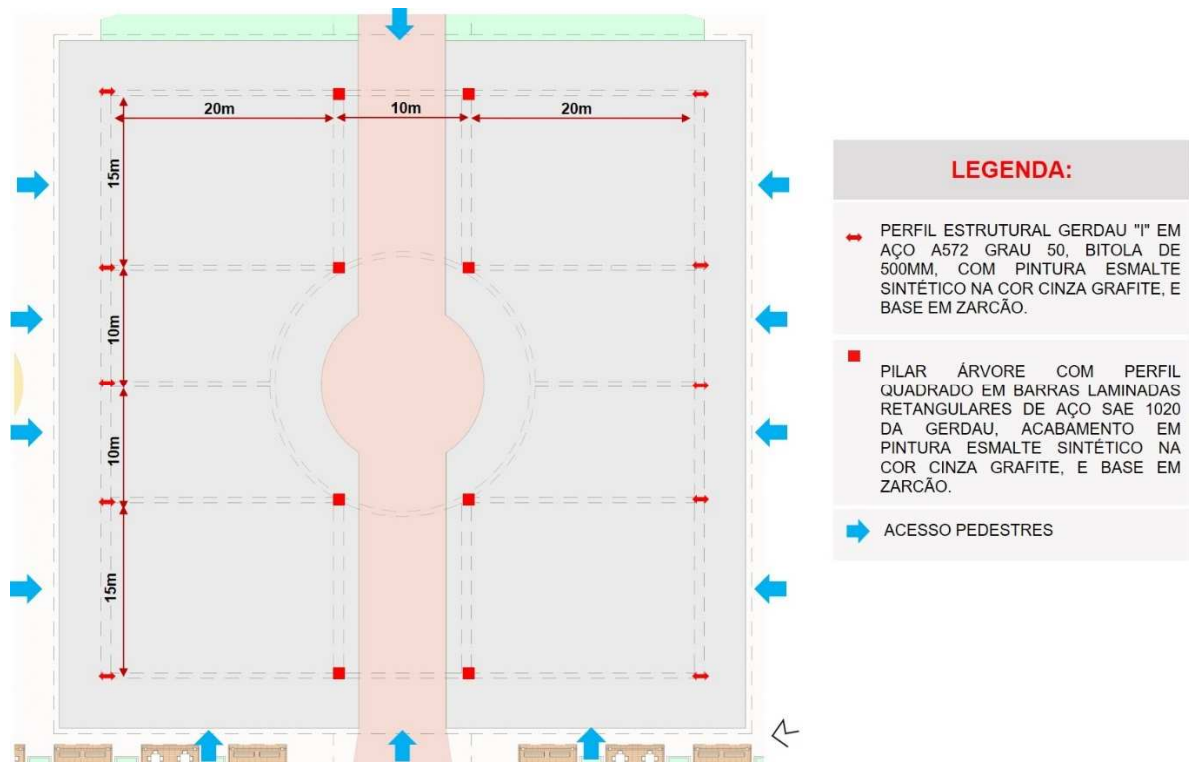 20m
10m
20m
15m
10m
10m
15m
LEGENDA:
PERFIL ESTRUTURAL GERDAU "I" EM
AÇO A572 GRAU 50, BITOLA DE
500MM, COM PINTURA ESMALTE
SINTÉTICO NA COR CINZA GRAFITE, E
BASE EM ZARCÃO.
PILAR ÁRVORE COM PERFIL
QUADRADO EM BARRAS LAMINADAS
RETANGULARES DE AÇO SAE 1020
DA GERDAU, ACABAMENTO EM
PINTURA ESMALTE SINTÉTICO NA
COR CINZA GRAFITE, E BASE EM
ZARCÃO.
ACESSO PEDESTRES